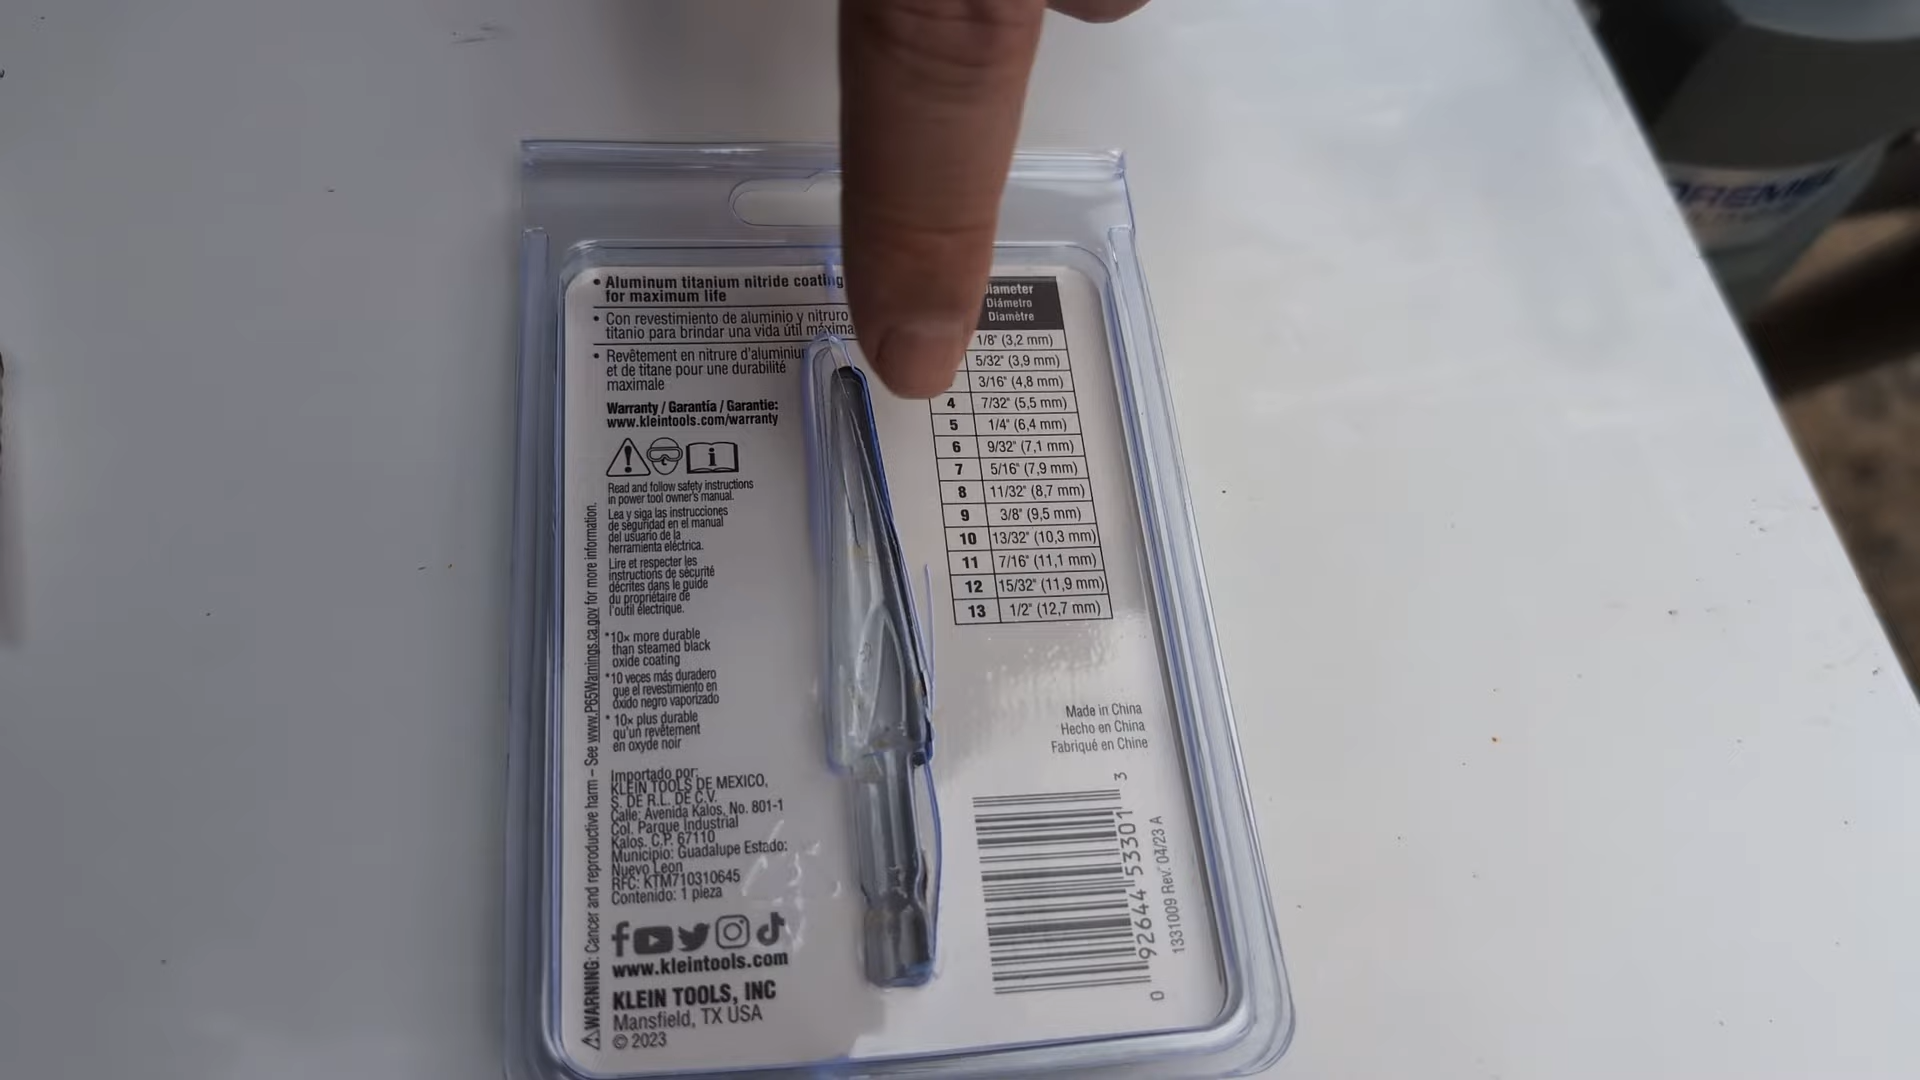 • Aluminum titanium nitride coating
for maximum life
• Con revestimiento de aluminio y nitruro
titanio para brindar una vida útil máxima
• Revêtement en nitrure d'aluminium
et de titane pour une durabilité
maximale
Warranty / Garantía / Garantie:
www.kleintools.com/warranty
Read and follow safety instructions
in power tool owner's manual.
Lea y siga las instrucciones
de seguridad en el manual
del usuario de la
herramienta eléctrica.
Lire et respecter les
instructions de sécurité
décrites dans le guide
du propriétaire de
l'outil électrique.
*10× more durable
than steamed black
oxide coating
*10 veces más duradero
que el revestimiento en
óxido negro vaporizado
* 10× plus durable
qu'un revêtement
en oxyde noir
Importado por:
KLEIN TOOLS DE MEXICO,
S. DE R.L. DE C.V.
Calle: Avenida Kalos, No. 801-1
Col. Parque Industrial
Kalos. C.P. 67110
Municipio: Guadalupe Estado:
Nuevo Leon
RFC: KTM710310645
Contenido: 1 pieza
www.kleintools.com
KLEIN TOOLS, INC
Mansfield, TX USA
© 2023
⚠WARNING: Cancer and reproductive harm – See www.P65Warnings.ca.gov for more information.
Diameter
Diámetro
Diamètre
1/8" (3,2 mm)
5/32" (3,9 mm)
3/16" (4,8 mm)
4 7/32" (5,5 mm)
5 1/4" (6,4 mm)
6 9/32" (7,1 mm)
7 5/16" (7,9 mm)
8 11/32" (8,7 mm)
9 3/8" (9,5 mm)
10 13/32" (10,3 mm)
11 7/16" (11,1 mm)
12 15/32" (11,9 mm)
13 1/2" (12,7 mm)
Made in China
Hecho en China
Fabriqué en Chine
0 92644 53301 3
1331009 Rev. 04/23 A
DREMEL